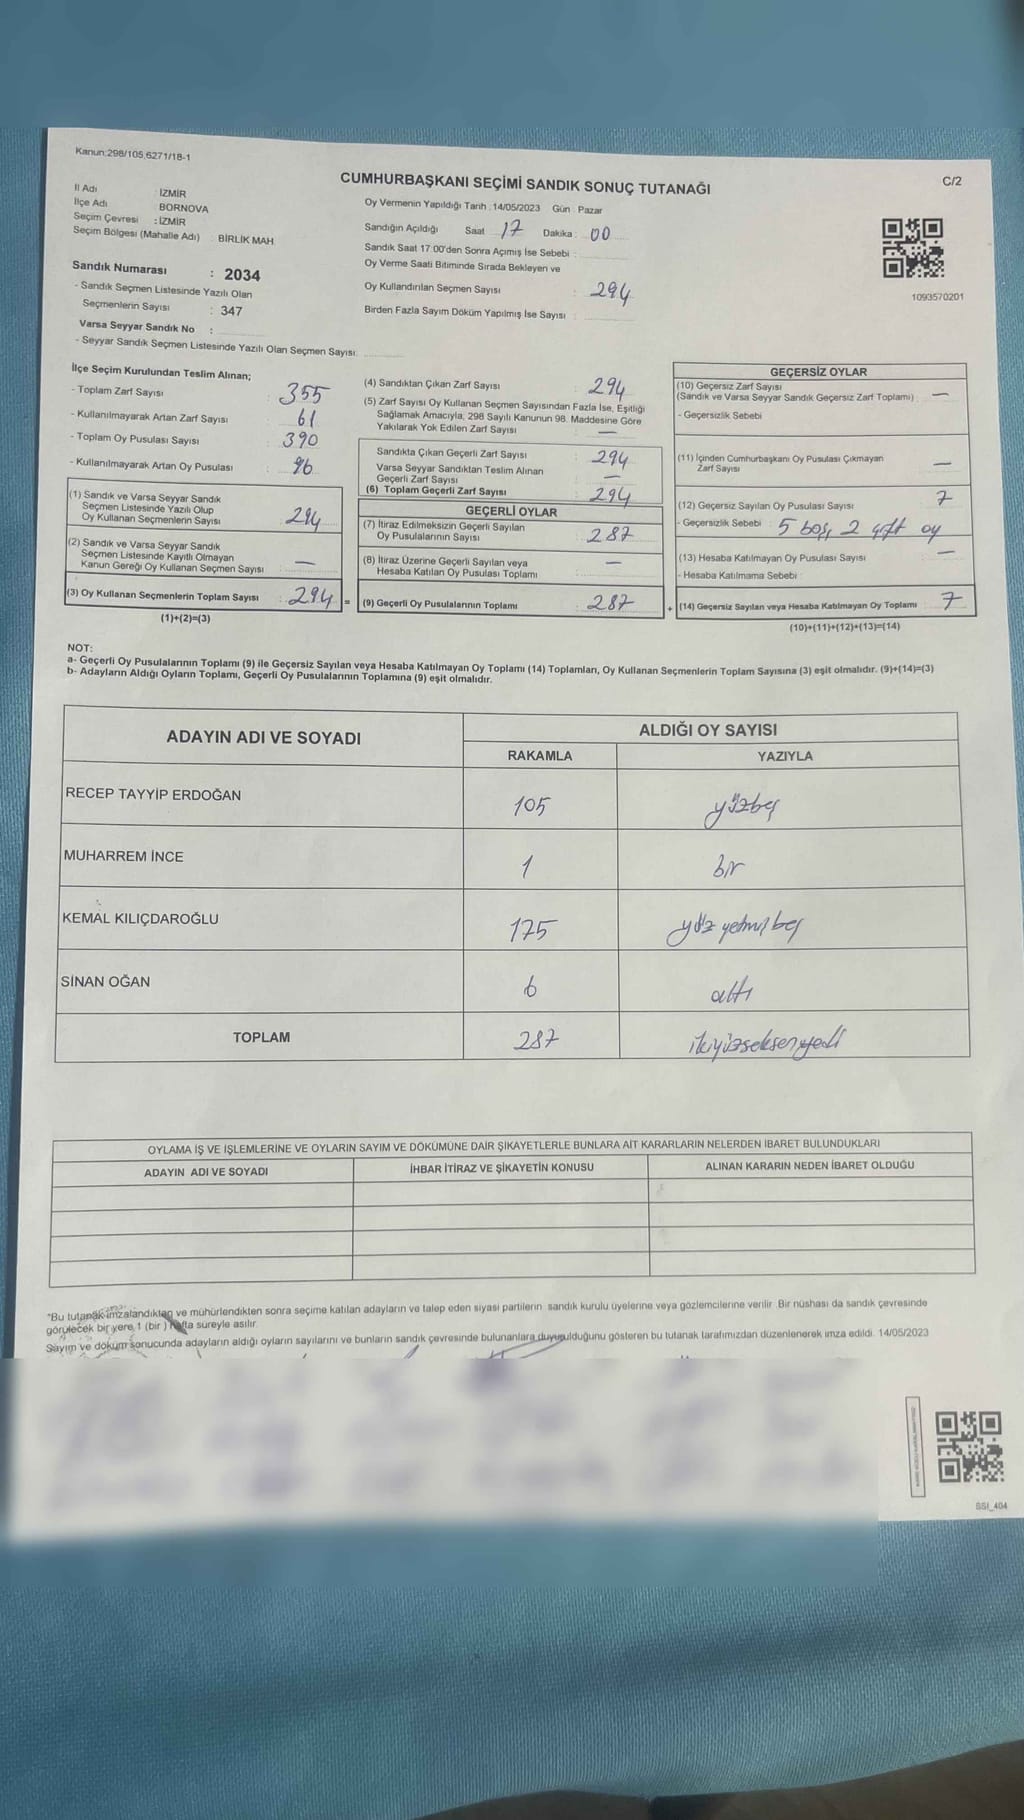 Kanun:298/105,6271/18-1
C/2
CUMHURBAŞKANI SEÇİMİ SANDIK SONUÇ TUTANAĞI
İl Adı : İZMİR
İlçe Adı : BORNOVA
Seçim Çevresi : İZMİR
Seçim Bölgesi (Mahalle Adı) : BİRLİK MAH.
Sandık Numarası : 2034
- Sandık Seçmen Listesinde Yazılı Olan
Seçmenlerin Sayısı : 347
Varsa Seyyar Sandık No :
- Seyyar Sandık Seçmen Listesinde Yazılı Olan Seçmen Sayısı:
Oy Vermenin Yapıldığı Tarih : 14/05/2023 Gün : Pazar
Sandığın Açıldığı Saat : 17 Dakika : 00
Sandık Saat 17:00'den Sonra Açımış İse Sebebi :
Oy Verme Saati Bitiminde Sırada Bekleyen ve
Oy Kullandırılan Seçmen Sayısı : 294
Birden Fazla Sayım Döküm Yapılmış İse Sayısı :
1093570201
İlçe Seçim Kurulundan Teslim Alınan;
- Toplam Zarf Sayısı : 355
- Kullanılmayarak Artan Zarf Sayısı : 61
- Toplam Oy Pusulası Sayısı : 390
- Kullanılmayarak Artan Oy Pusulası : 96
(1) Sandık ve Varsa Seyyar Sandık
Seçmen Listesinde Yazılı Olup
Oy Kullanan Seçmenlerin Sayısı : 294
(2) Sandık ve Varsa Seyyar Sandık
Seçmen Listesinde Kayıtlı Olmayan
Kanun Gereği Oy Kullanan Seçmen Sayısı : —
(3) Oy Kullanan Seçmenlerin Toplam Sayısı : 294 =
(1)+(2)=(3)
(4) Sandıktan Çıkan Zarf Sayısı : 294
(5) Zarf Sayısı Oy Kullanan Seçmen Sayısından Fazla İse, Eşitliği
Sağlamak Amacıyla, 298 Sayılı Kanunun 98. Maddesine Göre
Yakılarak Yok Edilen Zarf Sayısı : —
Sandıkta Çıkan Geçerli Zarf Sayısı : 294
Varsa Seyyar Sandıktan Teslim Alınan
Geçerli Zarf Sayısı : —
(6) Toplam Geçerli Zarf Sayısı : 294
GEÇERLİ OYLAR
(7) İtiraz Edilmeksizin Geçerli Sayılan
Oy Pusulalarının Sayısı : 287
(8) İtiraz Üzerine Geçerli Sayılan veya
Hesaba Katılan Oy Pusulası Toplamı : —
(9) Geçerli Oy Pusulalarının Toplamı : 287 +
GEÇERSİZ OYLAR
(10) Geçersiz Zarf Sayısı
(Sandık ve Varsa Seyyar Sandık Geçersiz Zarf Toplamı) : —
- Geçersizlik Sebebi :
(11) İçinden Cumhurbaşkanı Oy Pusulası Çıkmayan
Zarf Sayısı : —
(12) Geçersiz Sayılan Oy Pusulası Sayısı : 7
- Geçersizlik Sebebi : 5 boş, 2 çift oy
(13) Hesaba Katılmayan Oy Pusulası Sayısı : —
- Hesaba Katılmama Sebebi :
(14) Geçersiz Sayılan veya Hesaba Katılmayan Oy Toplamı : 7
(10)+(11)+(12)+(13)=(14)
NOT:
a- Geçerli Oy Pusulalarının Toplamı (9) ile Geçersiz Sayılan veya Hesaba Katılmayan Oy Toplamı (14) Toplamları, Oy Kullanan Seçmenlerin Toplam Sayısına (3) eşit olmalıdır. (9)+(14)=(3)
b- Adayların Aldığı Oyların Toplamı, Geçerli Oy Pusulalarının Toplamına (9) eşit olmalıdır.
ADAYIN ADI VE SOYADI ALDIĞI OY SAYISI
RAKAMLA YAZIYLA
RECEP TAYYİP ERDOĞAN 105 yüzbeş
MUHARREM İNCE 1 bir
KEMAL KILIÇDAROĞLU 175 yüz yetmiş beş
SİNAN OĞAN 6 altı
TOPLAM 287 ikiyüzseksenyedi
OYLAMA İŞ VE İŞLEMLERİNE VE OYLARIN SAYIM VE DÖKÜMÜNE DAİR ŞİKAYETLERLE BUNLARA AİT KARARLARIN NELERDEN İBARET BULUNDUKLARI
ADAYIN ADI VE SOYADI İHBAR İTİRAZ VE ŞİKAYETİN KONUSU ALINAN KARARIN NEDEN İBARET OLDUĞU
*Bu tutanak imzalandıktan ve mühürlendikten sonra seçime katılan adayların ve talep eden siyasi partilerin sandık kurulu üyelerine veya gözlemcilerine verilir. Bir nüshası da sandık çevresinde
görülecek bir yere 1 (bir ) hafta süreyle asılır.
Sayım ve döküm sonucunda adayların aldığı oyların sayılarını ve bunların sandık çevresinde bulunanlara duyurulduğunu gösteren bu tutanak tarafımızdan düzenlenerek imza edildi. 14/05/2023
SSI_404